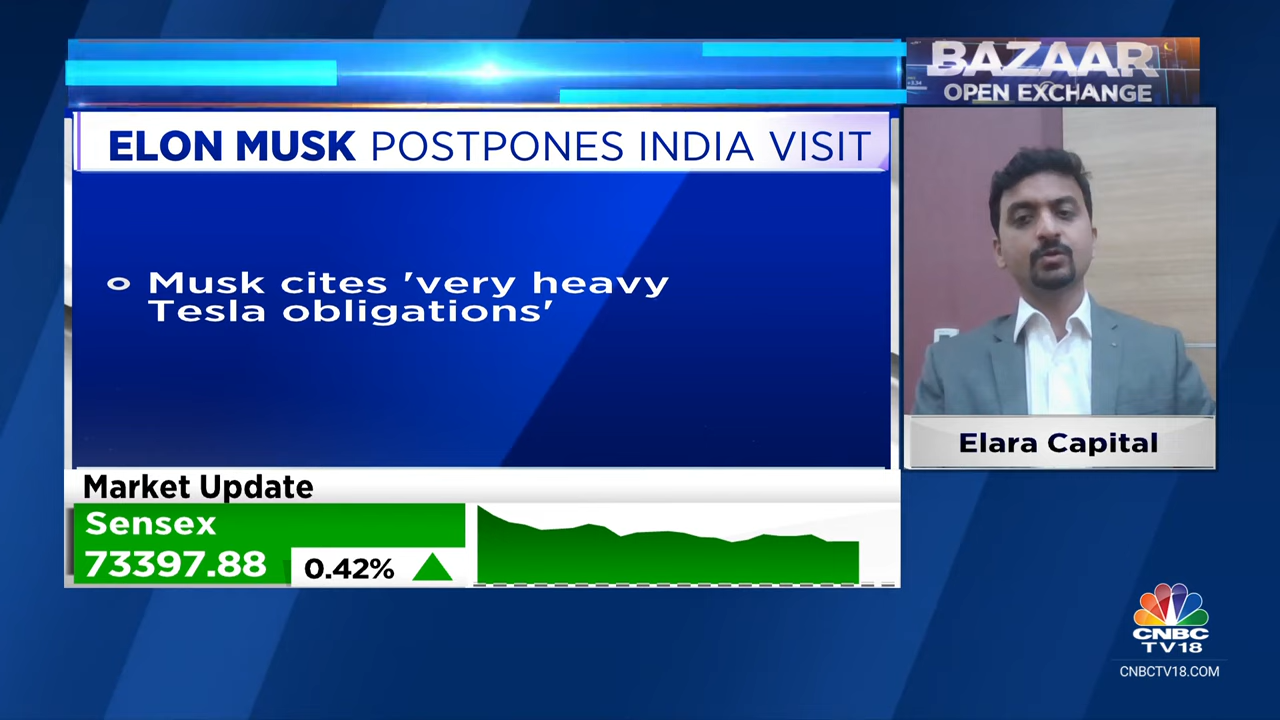 BAZAAR
OPEN EXCHANGE
ELON MUSK POSTPONES INDIA VISIT
Musk cites 'very heavy
Tesla obligations'
Elara Capital
Market Update
Sensex
73397.88
0.42%
CNBC
TV18
CNBCTV18.COM